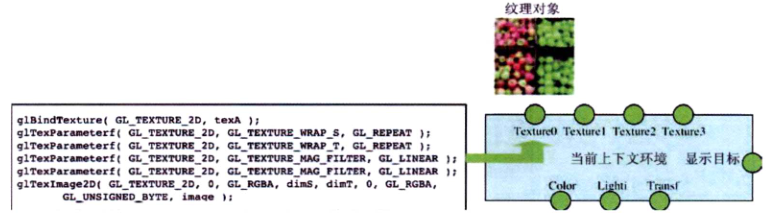 纹理对象
glBindTexture( GL_TEXTURE_2D, texA );
glTexParameterf( GL_TEXTURE_2D, GL_TEXTURE_WRAP_S, GL_REPEAT );
glTexParameterf( GL_TEXTURE_2D, GL_TEXTURE_WRAP_T, GL_REPEAT );
glTexParameterf( GL_TEXTURE_2D, GL_TEXTURE_MAG_FILTER, GL_LINEAR );
glTexParameterf( GL_TEXTURE_2D, GL_TEXTURE_MAG_FILTER, GL_LINEAR );
glTexImage2D( GL_TEXTURE_2D, 0, GL_RGBA, dimS, dimT, 0, GL_RGBA,
GL_UNSIGNED_BYTE, image );
Texture0 Texture1 Texture2 Texture3
当前上下文环境 显示目标
Color Lighti Transf